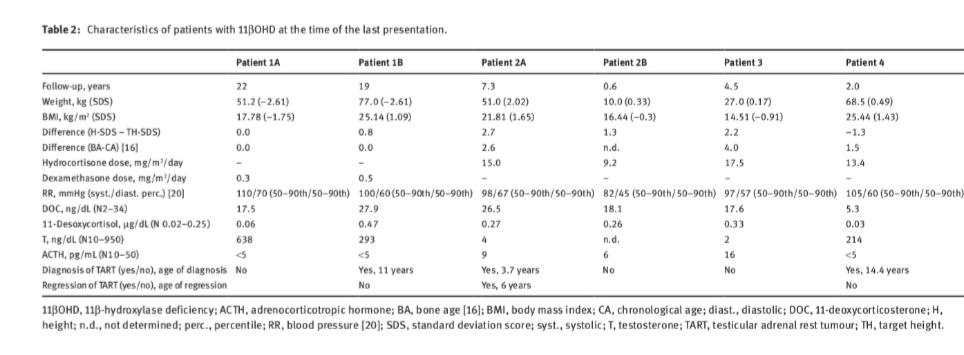 Table 2: Characteristics of patients with 11βOHD at the time of the last presentation.
Patient 1A Patient 1B Patient 2A Patient 2B Patient 3 Patient 4
Follow-up, years 22 19 7.3 0.6 4.5 2.0
Weight, kg (SDS) 51.2 (−2.61) 77.0 (−2.61) 51.0 (2.02) 10.0 (0.33) 27.0 (0.17) 68.5 (0.49)
BMI, kg/m² (SDS) 17.78 (−1.75) 25.14 (1.09) 21.81 (1.65) 16.44 (−0.3) 14.51 (−0.91) 25.44 (1.43)
Difference (H-SDS – TH-SDS) 0.0 0.8 2.7 1.3 2.2 −1.3
Difference (BA-CA) [16] 0.0 0.0 2.6 n.d. 4.0 1.5
Hydrocortisone dose, mg/m²/day – – 15.0 9.2 17.5 13.4
Dexamethasone dose, mg/m²/day 0.3 0.5 – – – –
RR, mmHg (syst./diast. perc.) [20] 110/70 (50–90th/50–90th) 100/60 (50–90th/50–90th) 98/67 (50–90th/50–90th) 82/45 (50–90th/50–90th) 97/57 (50–90th/50–90th) 105/60 (50–90th/50–90th)
DOC, ng/dL (N2–34) 17.5 27.9 26.5 18.1 17.6 5.3
11-Desoxycortisol, µg/dL (N 0.02–0.25) 0.06 0.47 0.27 0.26 0.33 0.03
T, ng/dL (N10–950) 638 293 4 n.d. 2 214
ACTH, pg/mL (N10–50) <5 <5 9 6 16 <5
Diagnosis of TART (yes/no), age of diagnosis No Yes, 11 years Yes, 3.7 years No No Yes, 14.4 years
Regression of TART (yes/no), age of regression No Yes, 6 years No
11βOHD, 11β-hydroxylase deficiency; ACTH, adrenocorticotropic hormone; BA, bone age [16]; BMI, body mass index; CA, chronological age; diast., diastolic; DOC, 11-deoxycorticosterone; H,
height; n.d., not determined; perc., percentile; RR, blood pressure [20]; SDS, standard deviation score; syst., systolic; T, testosterone; TART, testicular adrenal rest tumour; TH, target height.